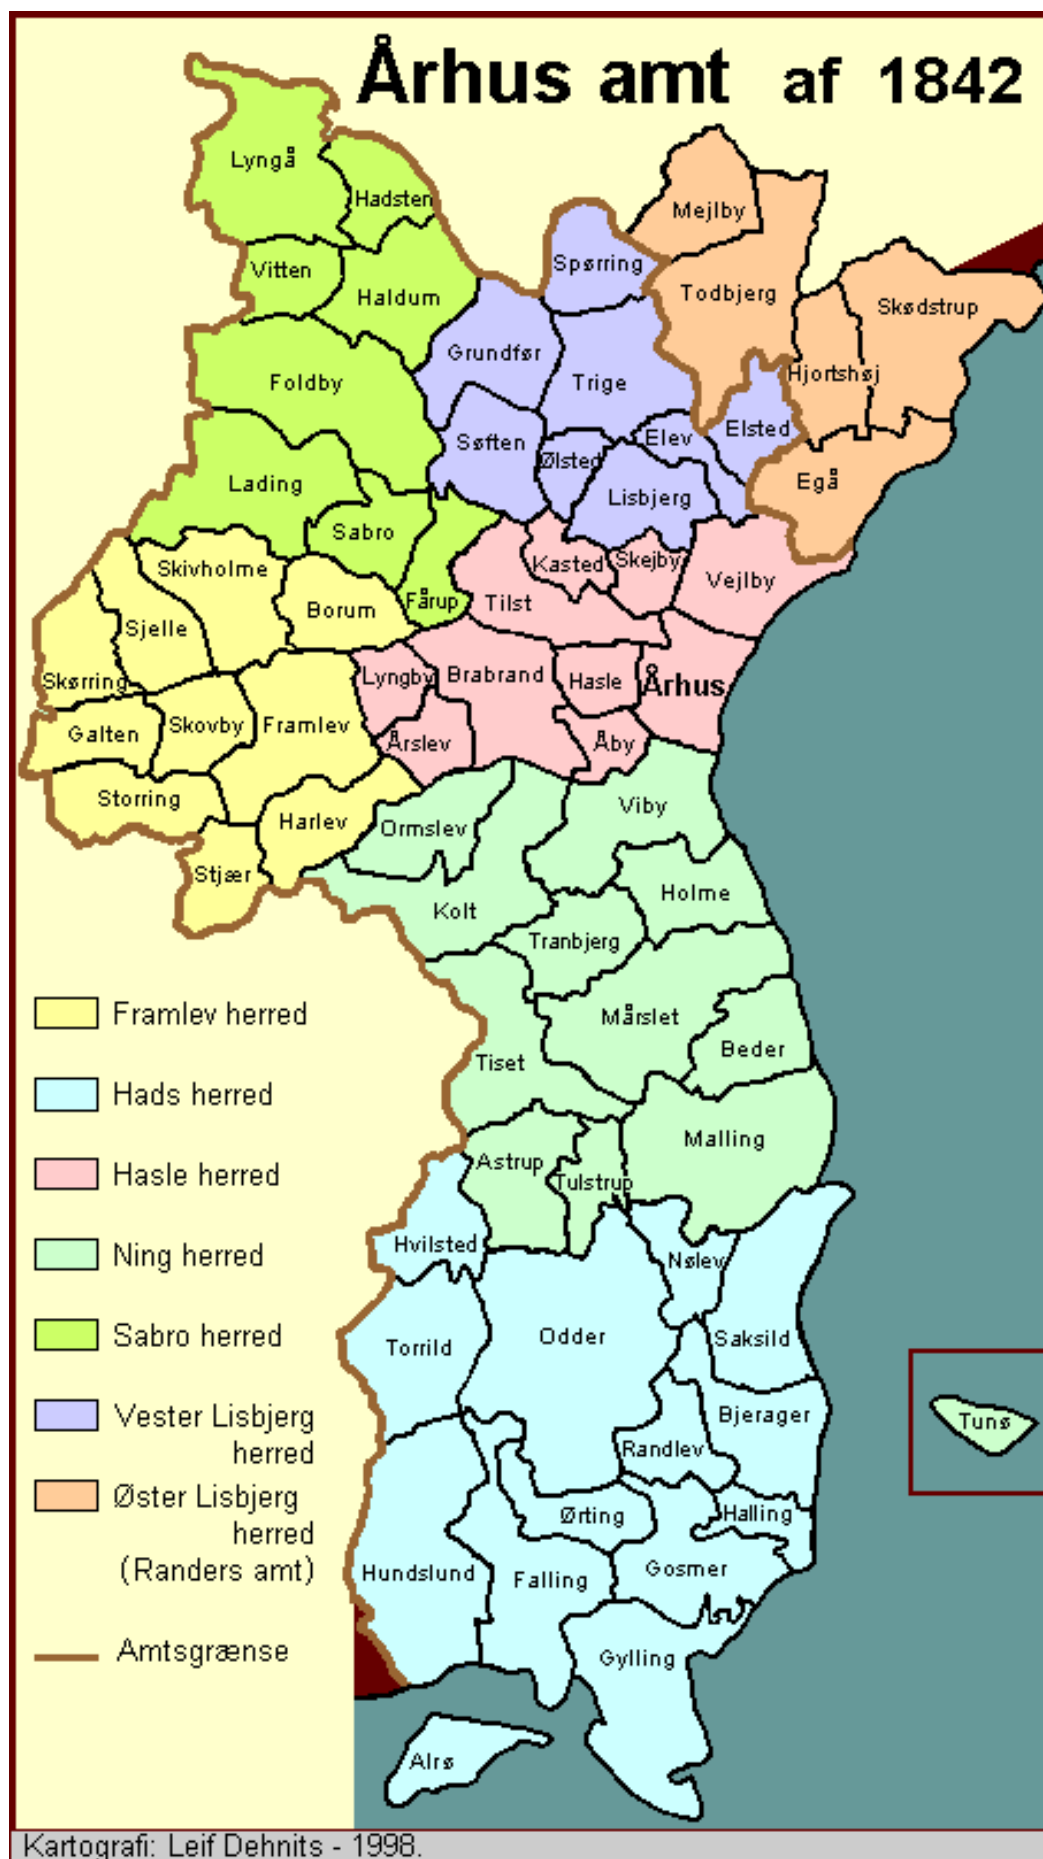 Århus amt af 1842
Lyngå
Hadsten
Mejlby
Vitten
Spørring
Haldum
Todbjerg
Skødstrup
Grundfør
Foldby
Trige
Hjortshøj
Søften
Elev
Elsted
Ølsted
Lading
Lisbjerg
Egå
Sabro
Skivholme
Kasted
Skejby
Vejlby
Borum
Fårup
Tilst
Sjelle
Skørring
Lyngby
Brabrand
Hasle
Århus
Galten
Skovby
Framlev
Årslev
Åby
Storring
Harlev
Ormslev
Viby
Stjær
Kolt
Holme
Tranbjerg
Mårslet
Beder
Tiset
Malling
Astrup
Tulstrup
Hvilsted
Nølev
Torrild
Odder
Saksild
Bjerager
Tunø
Randlev
Ørting
Halling
Hundslund
Falling
Gosmer
Gylling
Alrø
Framlev herred
Hads herred
Hasle herred
Ning herred
Sabro herred
Vester Lisbjerg
herred
Øster Lisbjerg
herred
(Randers amt)
Amtsgrænse
Kartografi: Leif Dehnits - 1998.